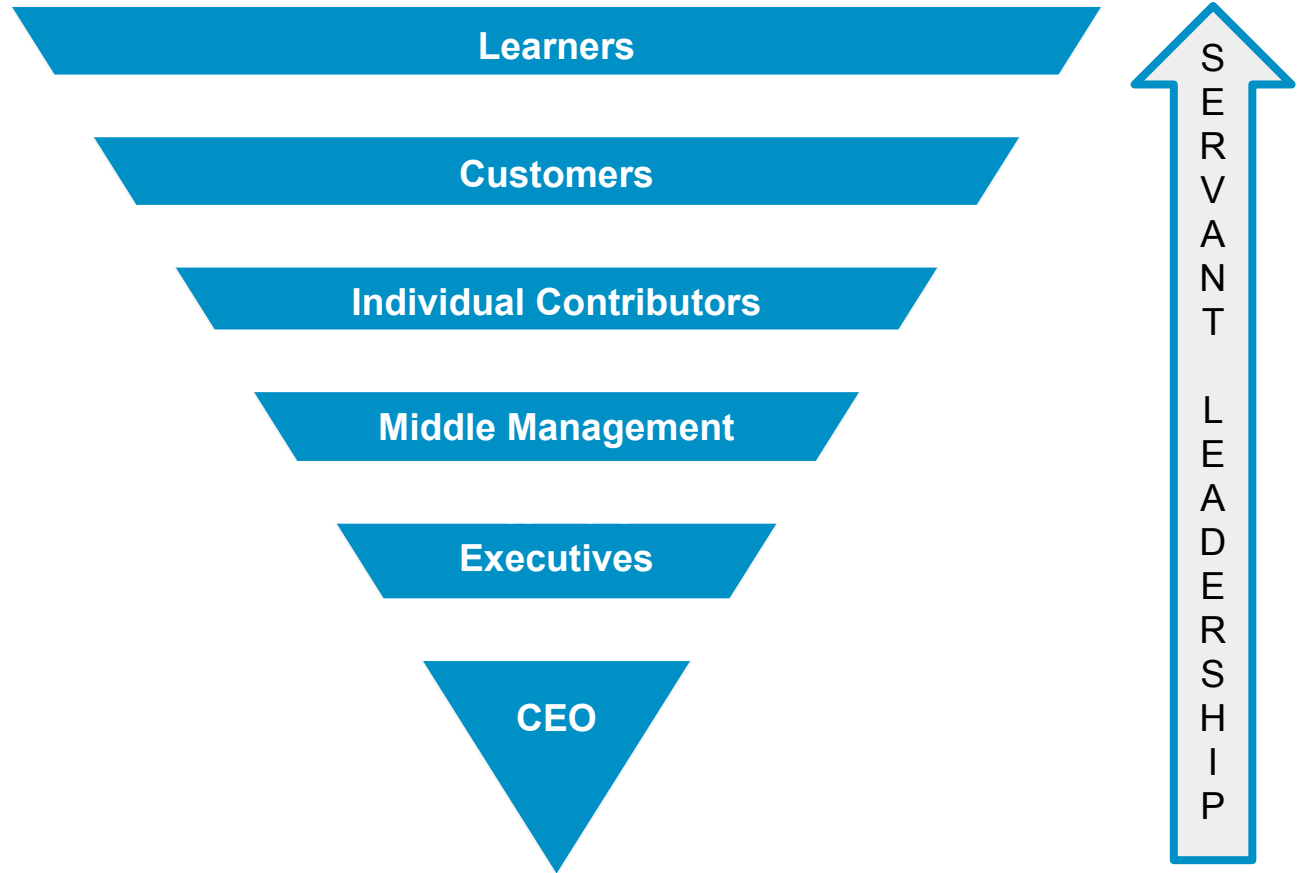 Learners
Customers
Individual Contributors
Middle Management
Executives
CEO
SERVANT LEADERSHIP